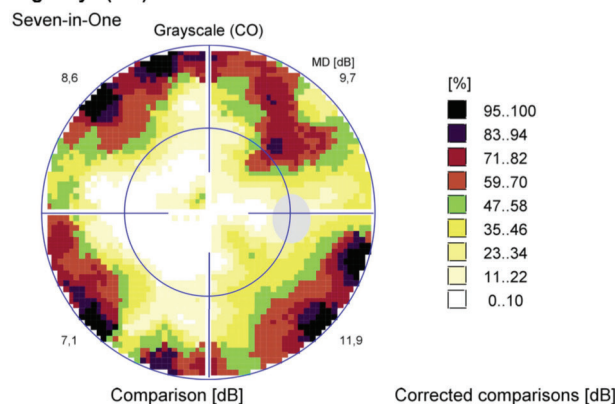 Seven-in-One
Grayscale (CO)
MD [dB]
8,6
9,7
[%]
95..100
83..94
71..82
59..70
47..58
35..46
23..34
11..22
0..10
7,1
11,9
Comparison [dB]
Corrected comparisons [dB]